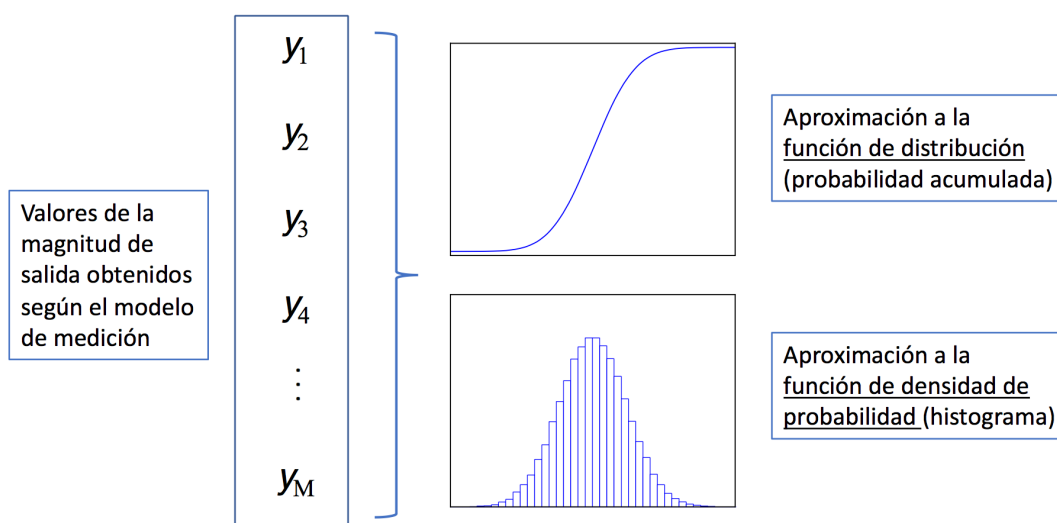 Valores de la
magnitud de
salida obtenidos
según el modelo
de medición
y1
y2
y3
y4
⋮
yM
Aproximación a la
función de distribución
(probabilidad acumulada)
Aproximación a la
función de densidad de
probabilidad (histograma)